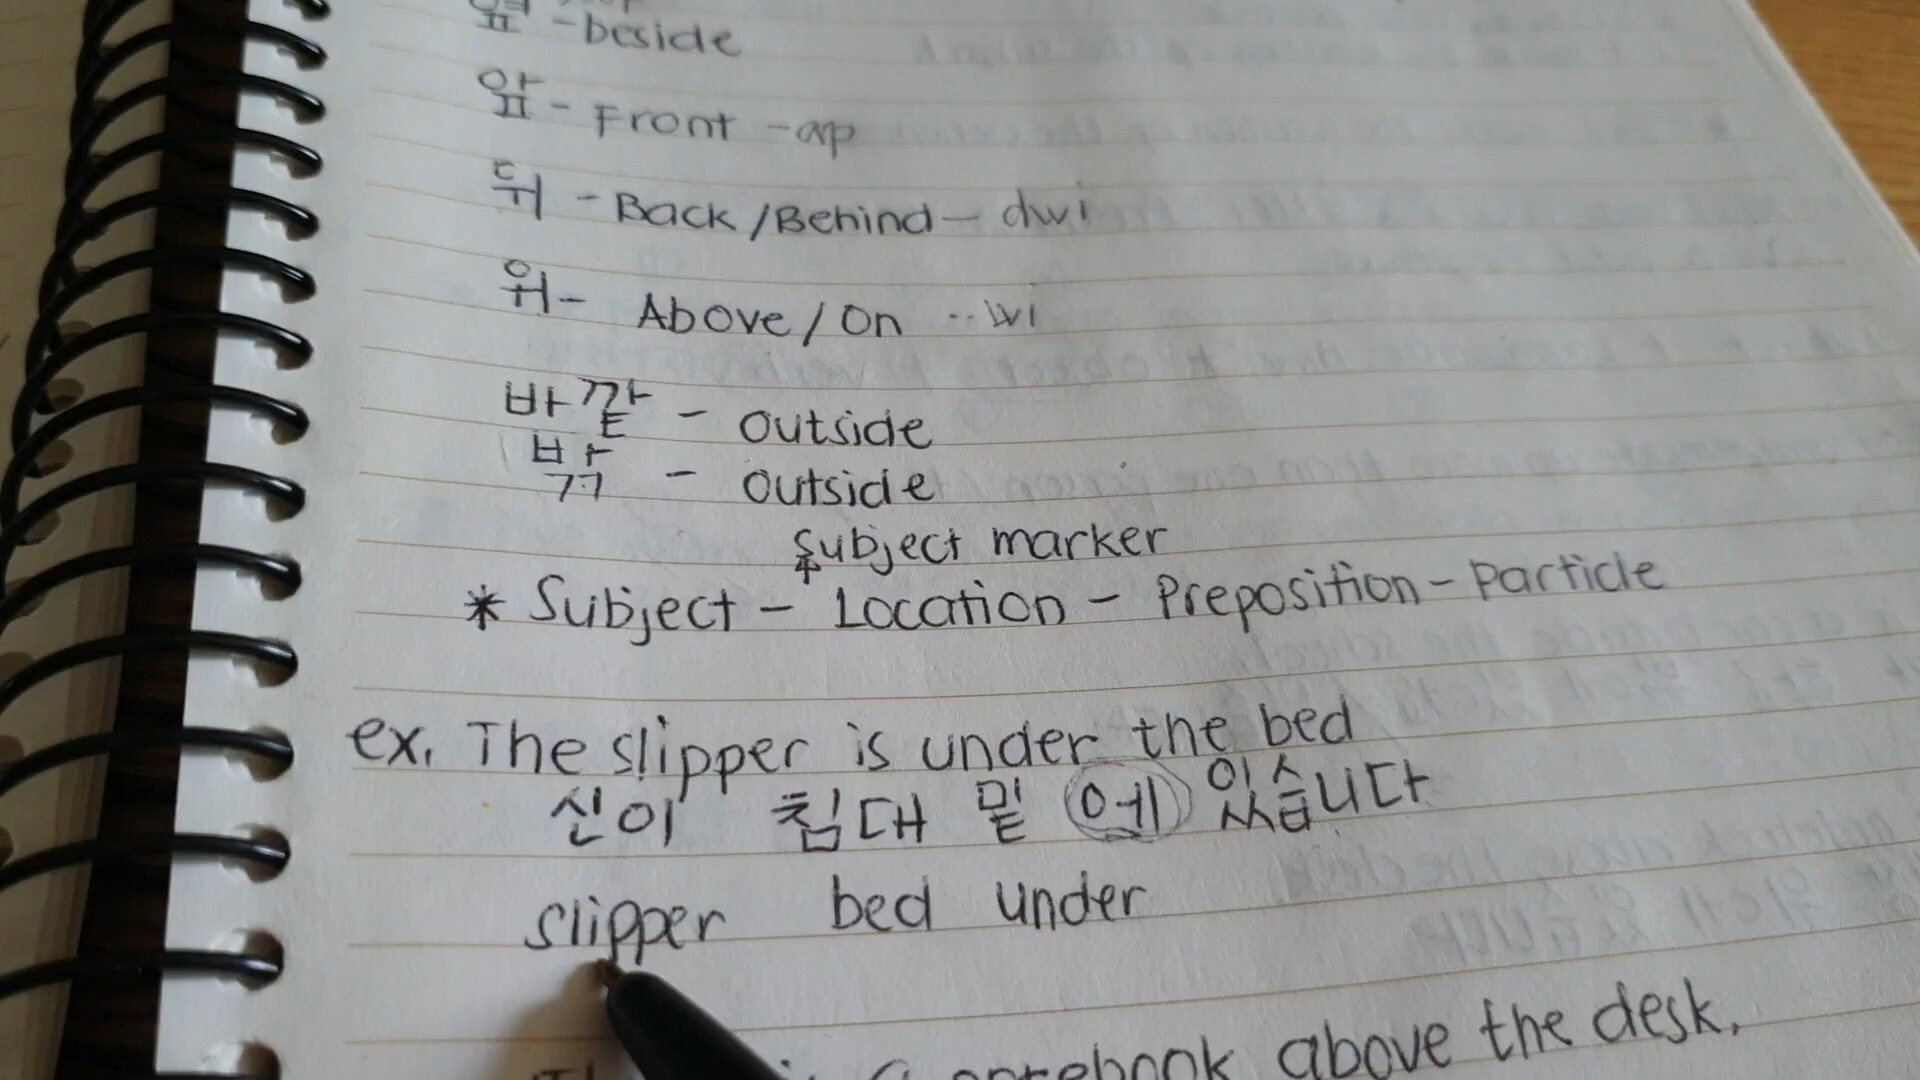 옆 - beside
앞 - Front - ap
뒤 - Back / Behind - dwi
위 - Above / On - wi
바깥 - outside
밖 - outside
Subject marker
* Subject - Location - Preposition - Particle
ex. The slipper is under the bed
신이 침대 밑 에 있습니다
slipper bed under
a notebook above the desk.